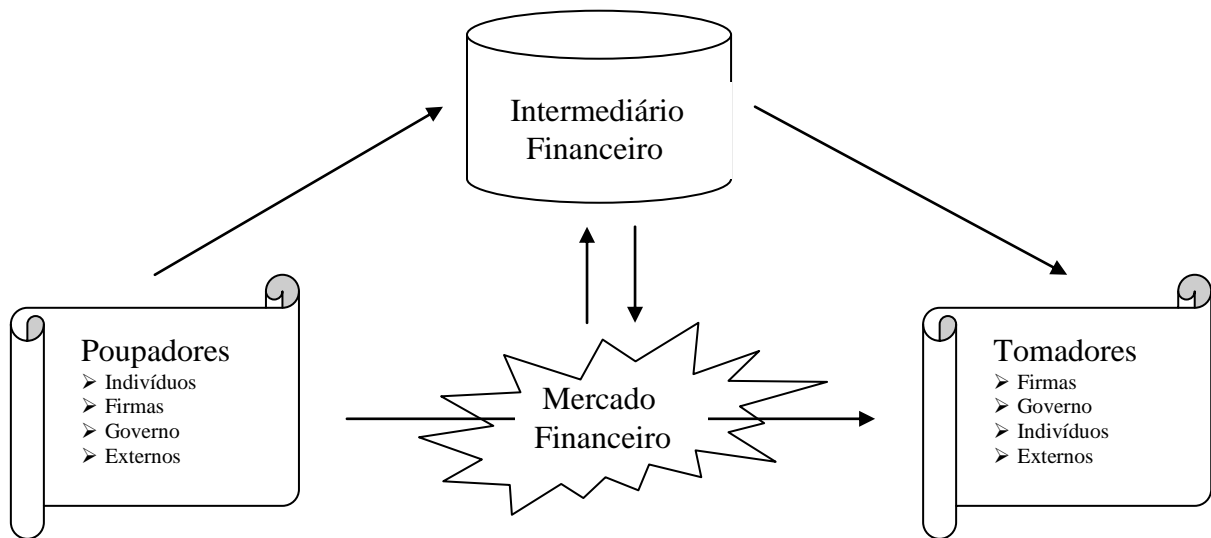 Intermediário
Financeiro
Poupadores
➢ Indivíduos
➢ Firmas
➢ Governo
➢ Externos
Mercado
Financeiro
Tomadores
➢ Firmas
➢ Governo
➢ Indivíduos
➢ Externos